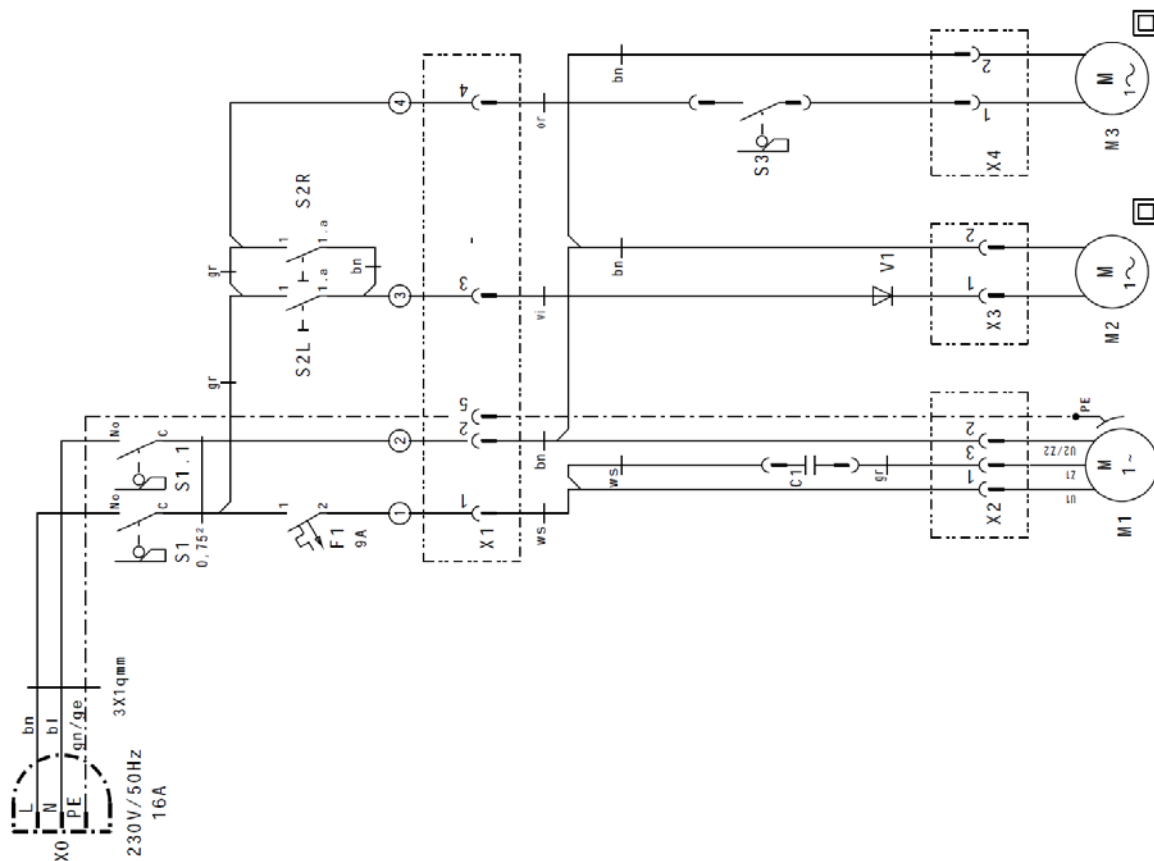 X0
L
N
PE
230V/50Hz
16A
bn
bl
gn/ge
3X1qmm
S1
0,75²
No
C
S1.1
No
C
gr
gr
S2L
1
1.a
S2R
1
1.a
bn
F1
9A
1
2
1
2
3
4
X1
1
2
5
3
4
ws
bn
vi
or
ws
bn
bn
C1
gr
V1
S3
X2
1
3
2
X3
1
2
X4
1
2
U1
Z1
U2/Z2
PE
M
1~
M1
M
1~
M2
M
1~
M3